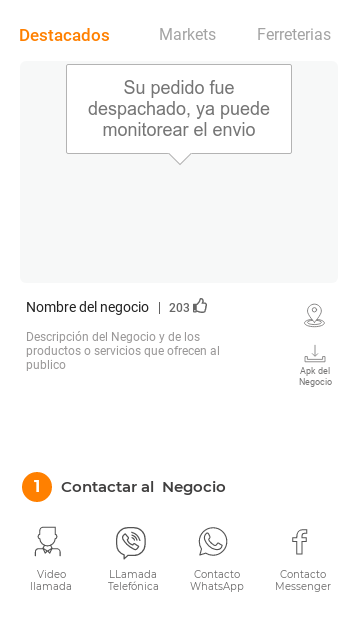 Destacados Markets Ferreterias
Su pedido fue
despachado, ya puede
monitorear el envio
Nombre del negocio | 203
Descripción del Negocio y de los
productos o servicios que ofrecen al
publico
Apk del
Negocio
1 Contactar al Negocio
Video
llamada
LLamada
Telefónica
Contacto
WhatsApp
Contacto
Messenger